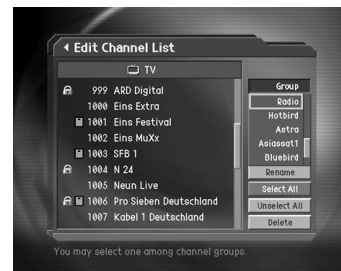 Edit Channel List
TV
999 ARD Digital
1000 Eins Extra
1001 Eins Festival
1002 Eins MuXx
1003 SFB 1
1004 N 24
1005 Neun Live
1006 Pro Sieben Deutschland
1007 Kabel 1 Deutschland
Group
Radio
Hotbird
Astra
Asiassat1
Bluebird
Rename
Select All
Unselect All
Delete
You may select one among channel groups.